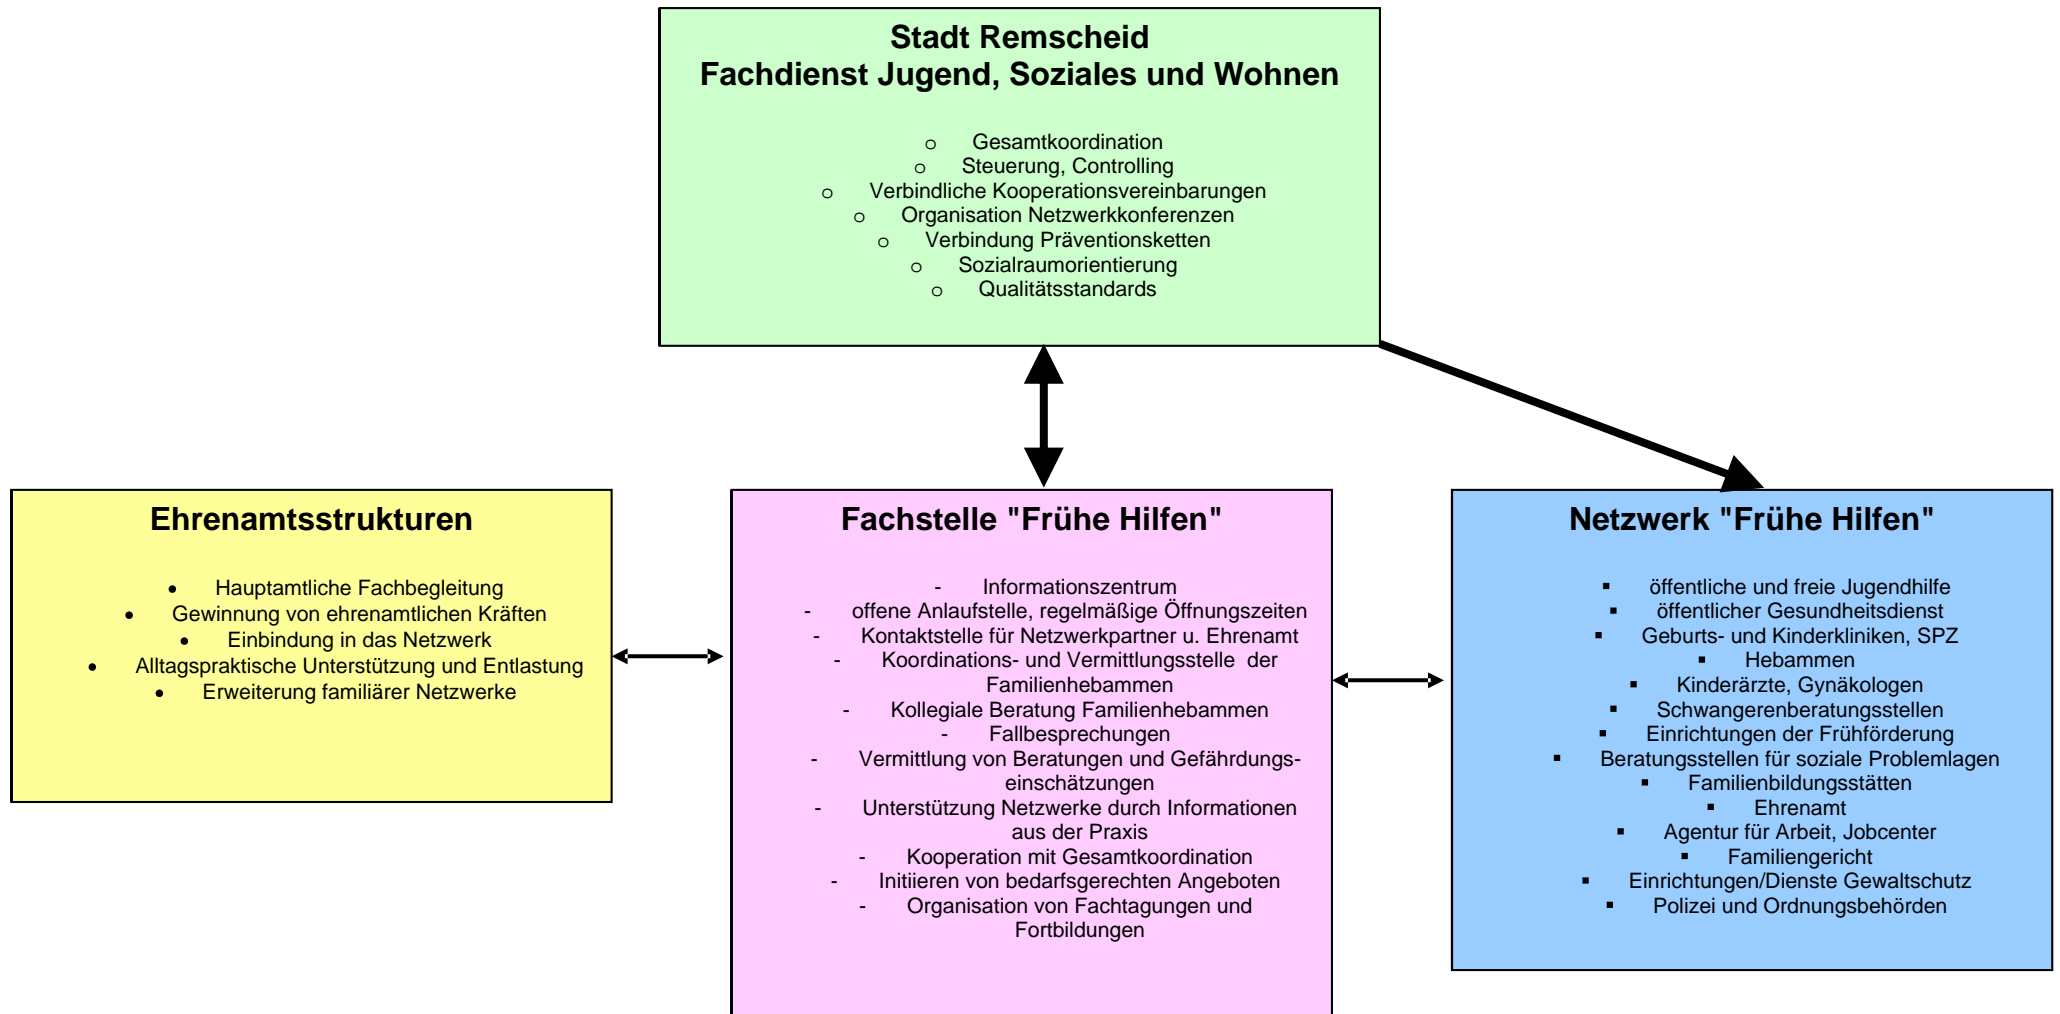 Stadt Remscheid
Fachdienst Jugend, Soziales und Wohnen
o Gesamtkoordination
o Steuerung, Controlling
o Verbindliche Kooperationsvereinbarungen
o Organisation Netzwerkkonferenzen
o Verbindung Präventionsketten
o Sozialraumorientierung
o Qualitätsstandards
Ehrenamtsstrukturen
• Hauptamtliche Fachbegleitung
• Gewinnung von ehrenamtlichen Kräften
• Einbindung in das Netzwerk
• Alltagspraktische Unterstützung und Entlastung
• Erweiterung familiärer Netzwerke
Fachstelle "Frühe Hilfen"
- Informationszentrum
- offene Anlaufstelle, regelmäßige Öffnungszeiten
- Kontaktstelle für Netzwerkpartner u. Ehrenamt
- Koordinations- und Vermittlungsstelle der
Familienhebammen
- Kollegiale Beratung Familienhebammen
- Fallbesprechungen
- Vermittlung von Beratungen und Gefährdungs-
einschätzungen
- Unterstützung Netzwerke durch Informationen
aus der Praxis
- Kooperation mit Gesamtkoordination
- Initiieren von bedarfsgerechten Angeboten
- Organisation von Fachtagungen und
Fortbildungen
Netzwerk "Frühe Hilfen"
▪ öffentliche und freie Jugendhilfe
▪ öffentlicher Gesundheitsdienst
▪ Geburts- und Kinderkliniken, SPZ
▪ Hebammen
▪ Kinderärzte, Gynäkologen
▪ Schwangerenberatungsstellen
▪ Einrichtungen der Frühförderung
▪ Beratungsstellen für soziale Problemlagen
▪ Familienbildungsstätten
▪ Ehrenamt
▪ Agentur für Arbeit, Jobcenter
▪ Familiengericht
▪ Einrichtungen/Dienste Gewaltschutz
▪ Polizei und Ordnungsbehörden